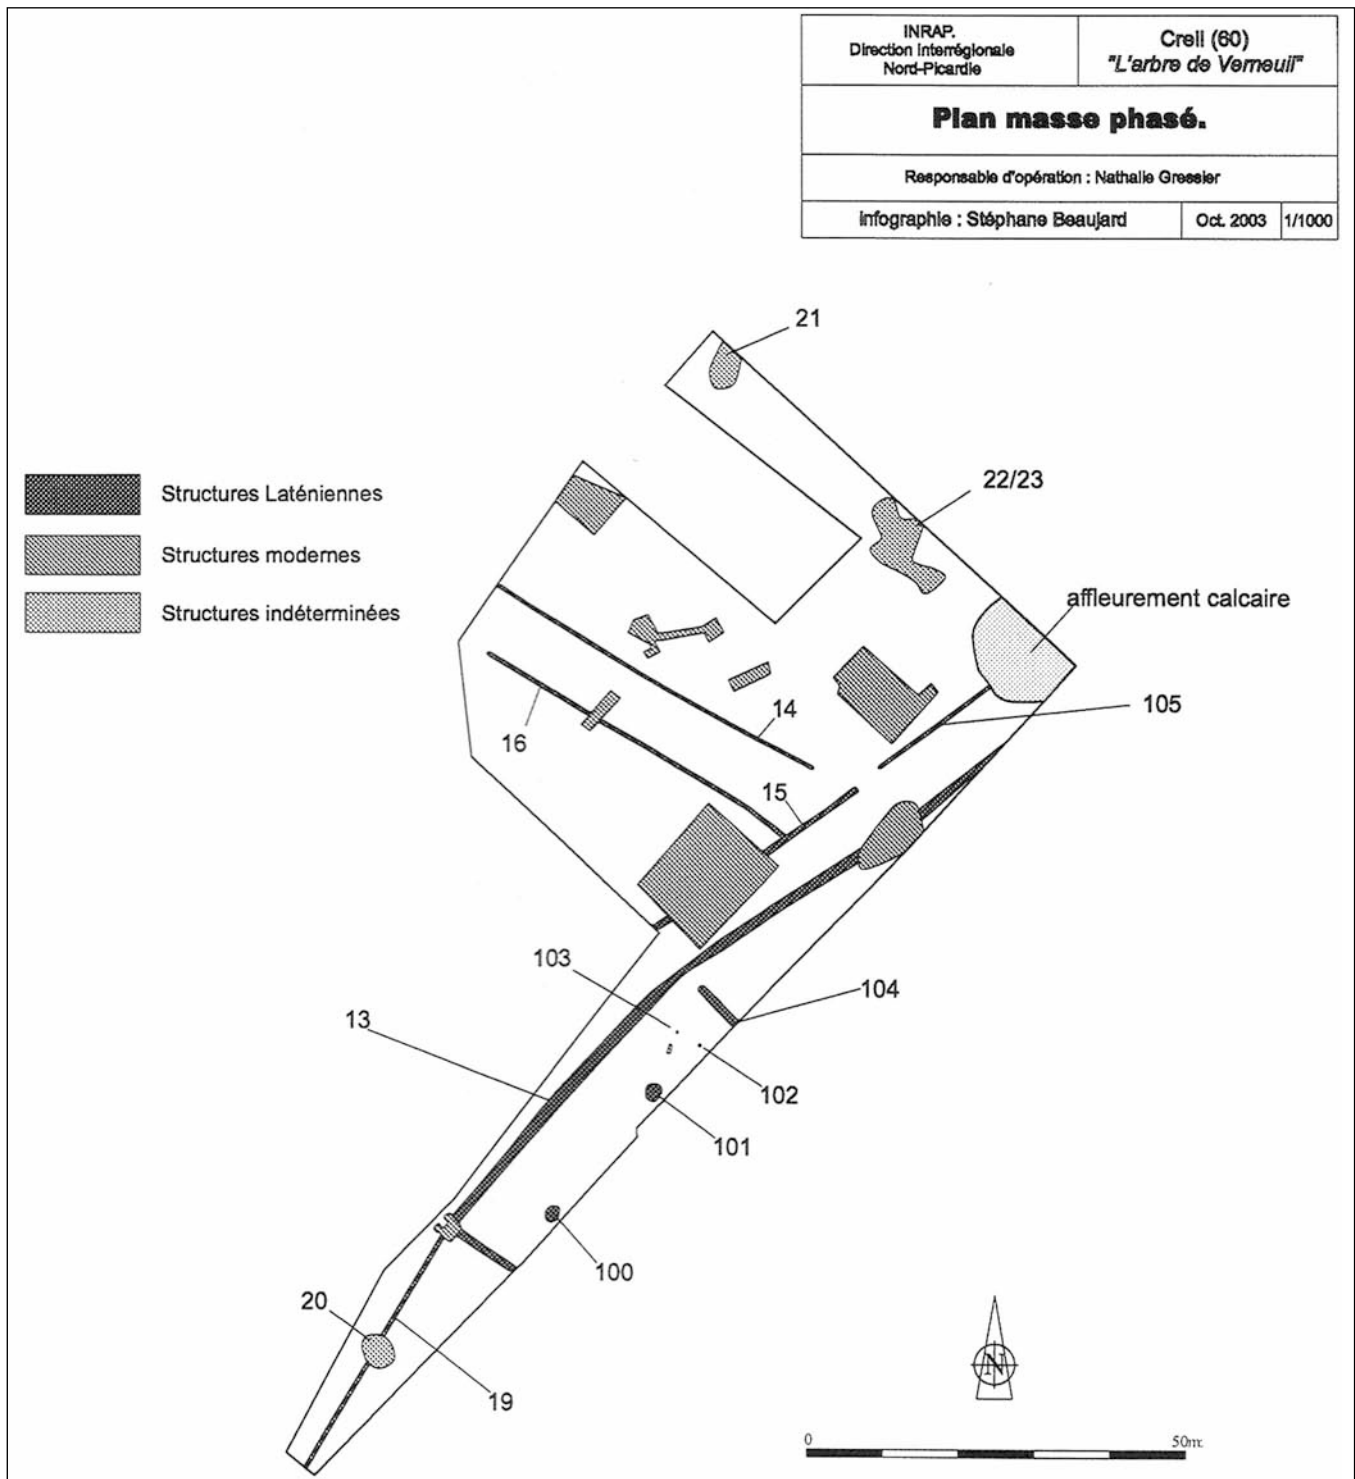 INRAP.
Direction Interrégionale
Nord-Picardie
Creil (60)
"L'arbre de Verneuil"
Plan masse phasé.
Responsable d'opération : Nathalie Gressier
Infographie : Stéphane Beaujard
Oct. 2003
1/1000
21
22/23
Structures Laténiennes
Structures modernes
Structures indéterminées
affleurement calcaire
105
14
16
15
103
104
13
102
101
100
20
19
N
0
50m.